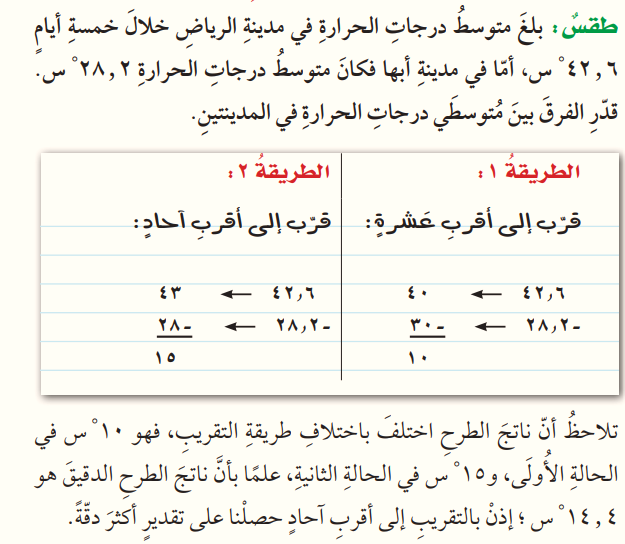 طقسٌ: بلغَ متوسطُ درجاتِ الحرارةِ في مدينةِ الرياضِ خلالَ خمسةِ أيامٍ
٤٢,٦° س، أمّا في مدينةِ أبها فكانَ متوسطُ درجاتِ الحرارةِ ٢٨,٢° س.
قدّرِ الفرقَ بينَ مُتوسطَي درجاتِ الحرارةِ في المدينتينِ.
الطريقةُ ١:
قرّب إلى أقربِ عَشرةٍ:
٤٢,٦ ← ٤٠
-٢٨,٢ ← -٣٠
١٠
الطريقةُ ٢:
قرّب إلى أقربِ آحادٍ:
٤٢,٦ ← ٤٣
-٢٨,٢ ← -٢٨
١٥
تلاحظُ أنّ ناتجَ الطرحِ اختلفَ باختلافِ طريقةِ التقريبِ، فهو ١٠° س في
الحالةِ الأُولَى، و١٥° س في الحالةِ الثانيةِ، علمًا بأنَّ ناتجَ الطرحِ الدقيقَ هو
١٤,٤° س ؛ إذنْ بالتقريبِ إلى أقربِ آحادٍ حصلْنا على تقديرٍ أكثرَ دقّةً.